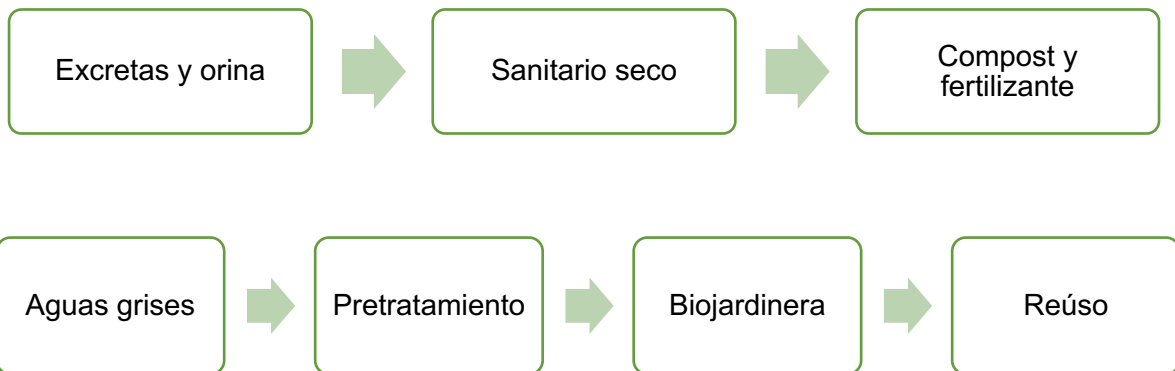 Excretas y orina
Sanitario seco
Compost y
fertilizante
Aguas grises
Pretratamiento
Biojardinera
Reúso